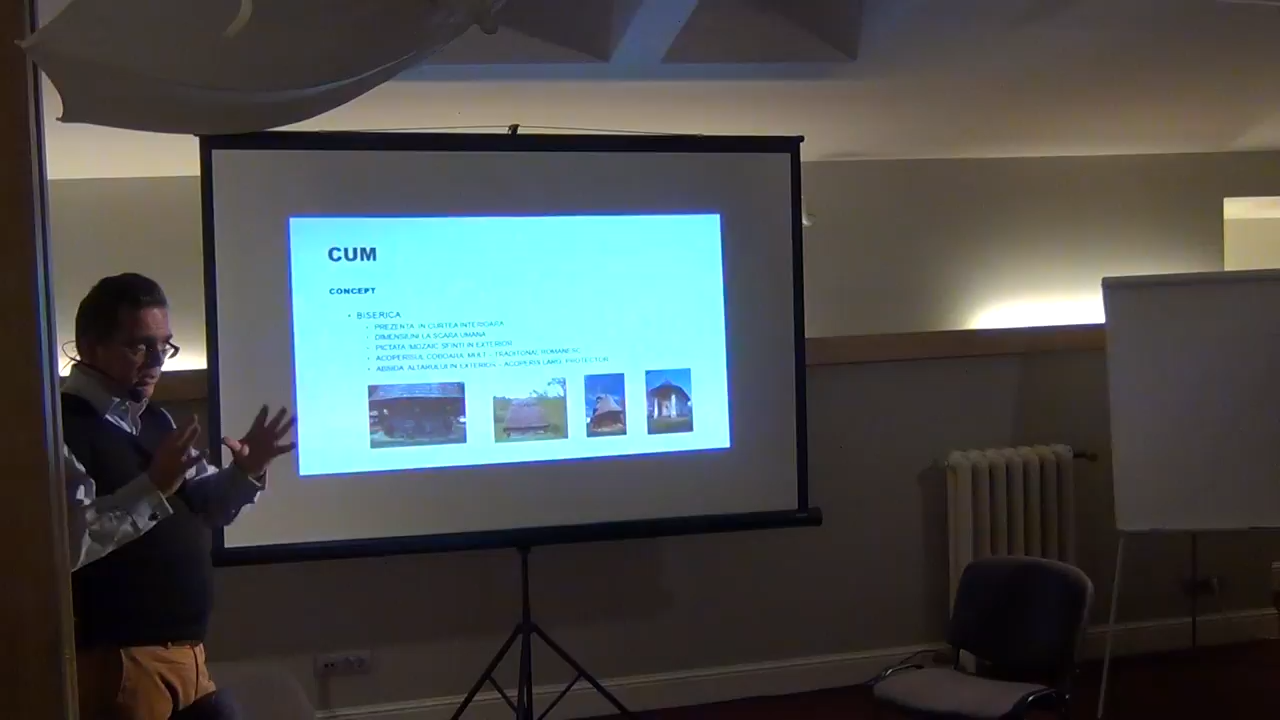 CUM
CONCEPT
• BISERICA
• PREZENTA IN CURTEA INTERIOARA
• DIMENSIUNI LA SCARA UMANA
• PICTATA/MOZAIC SFINTI IN EXTERIOR
• ACOPERISUL COBOARA MULT - TRADITONAL ROMANESC
• ABSIDA ALTARULUI IN EXTERIOR - ACOPERIS LARG, PROTECTOR